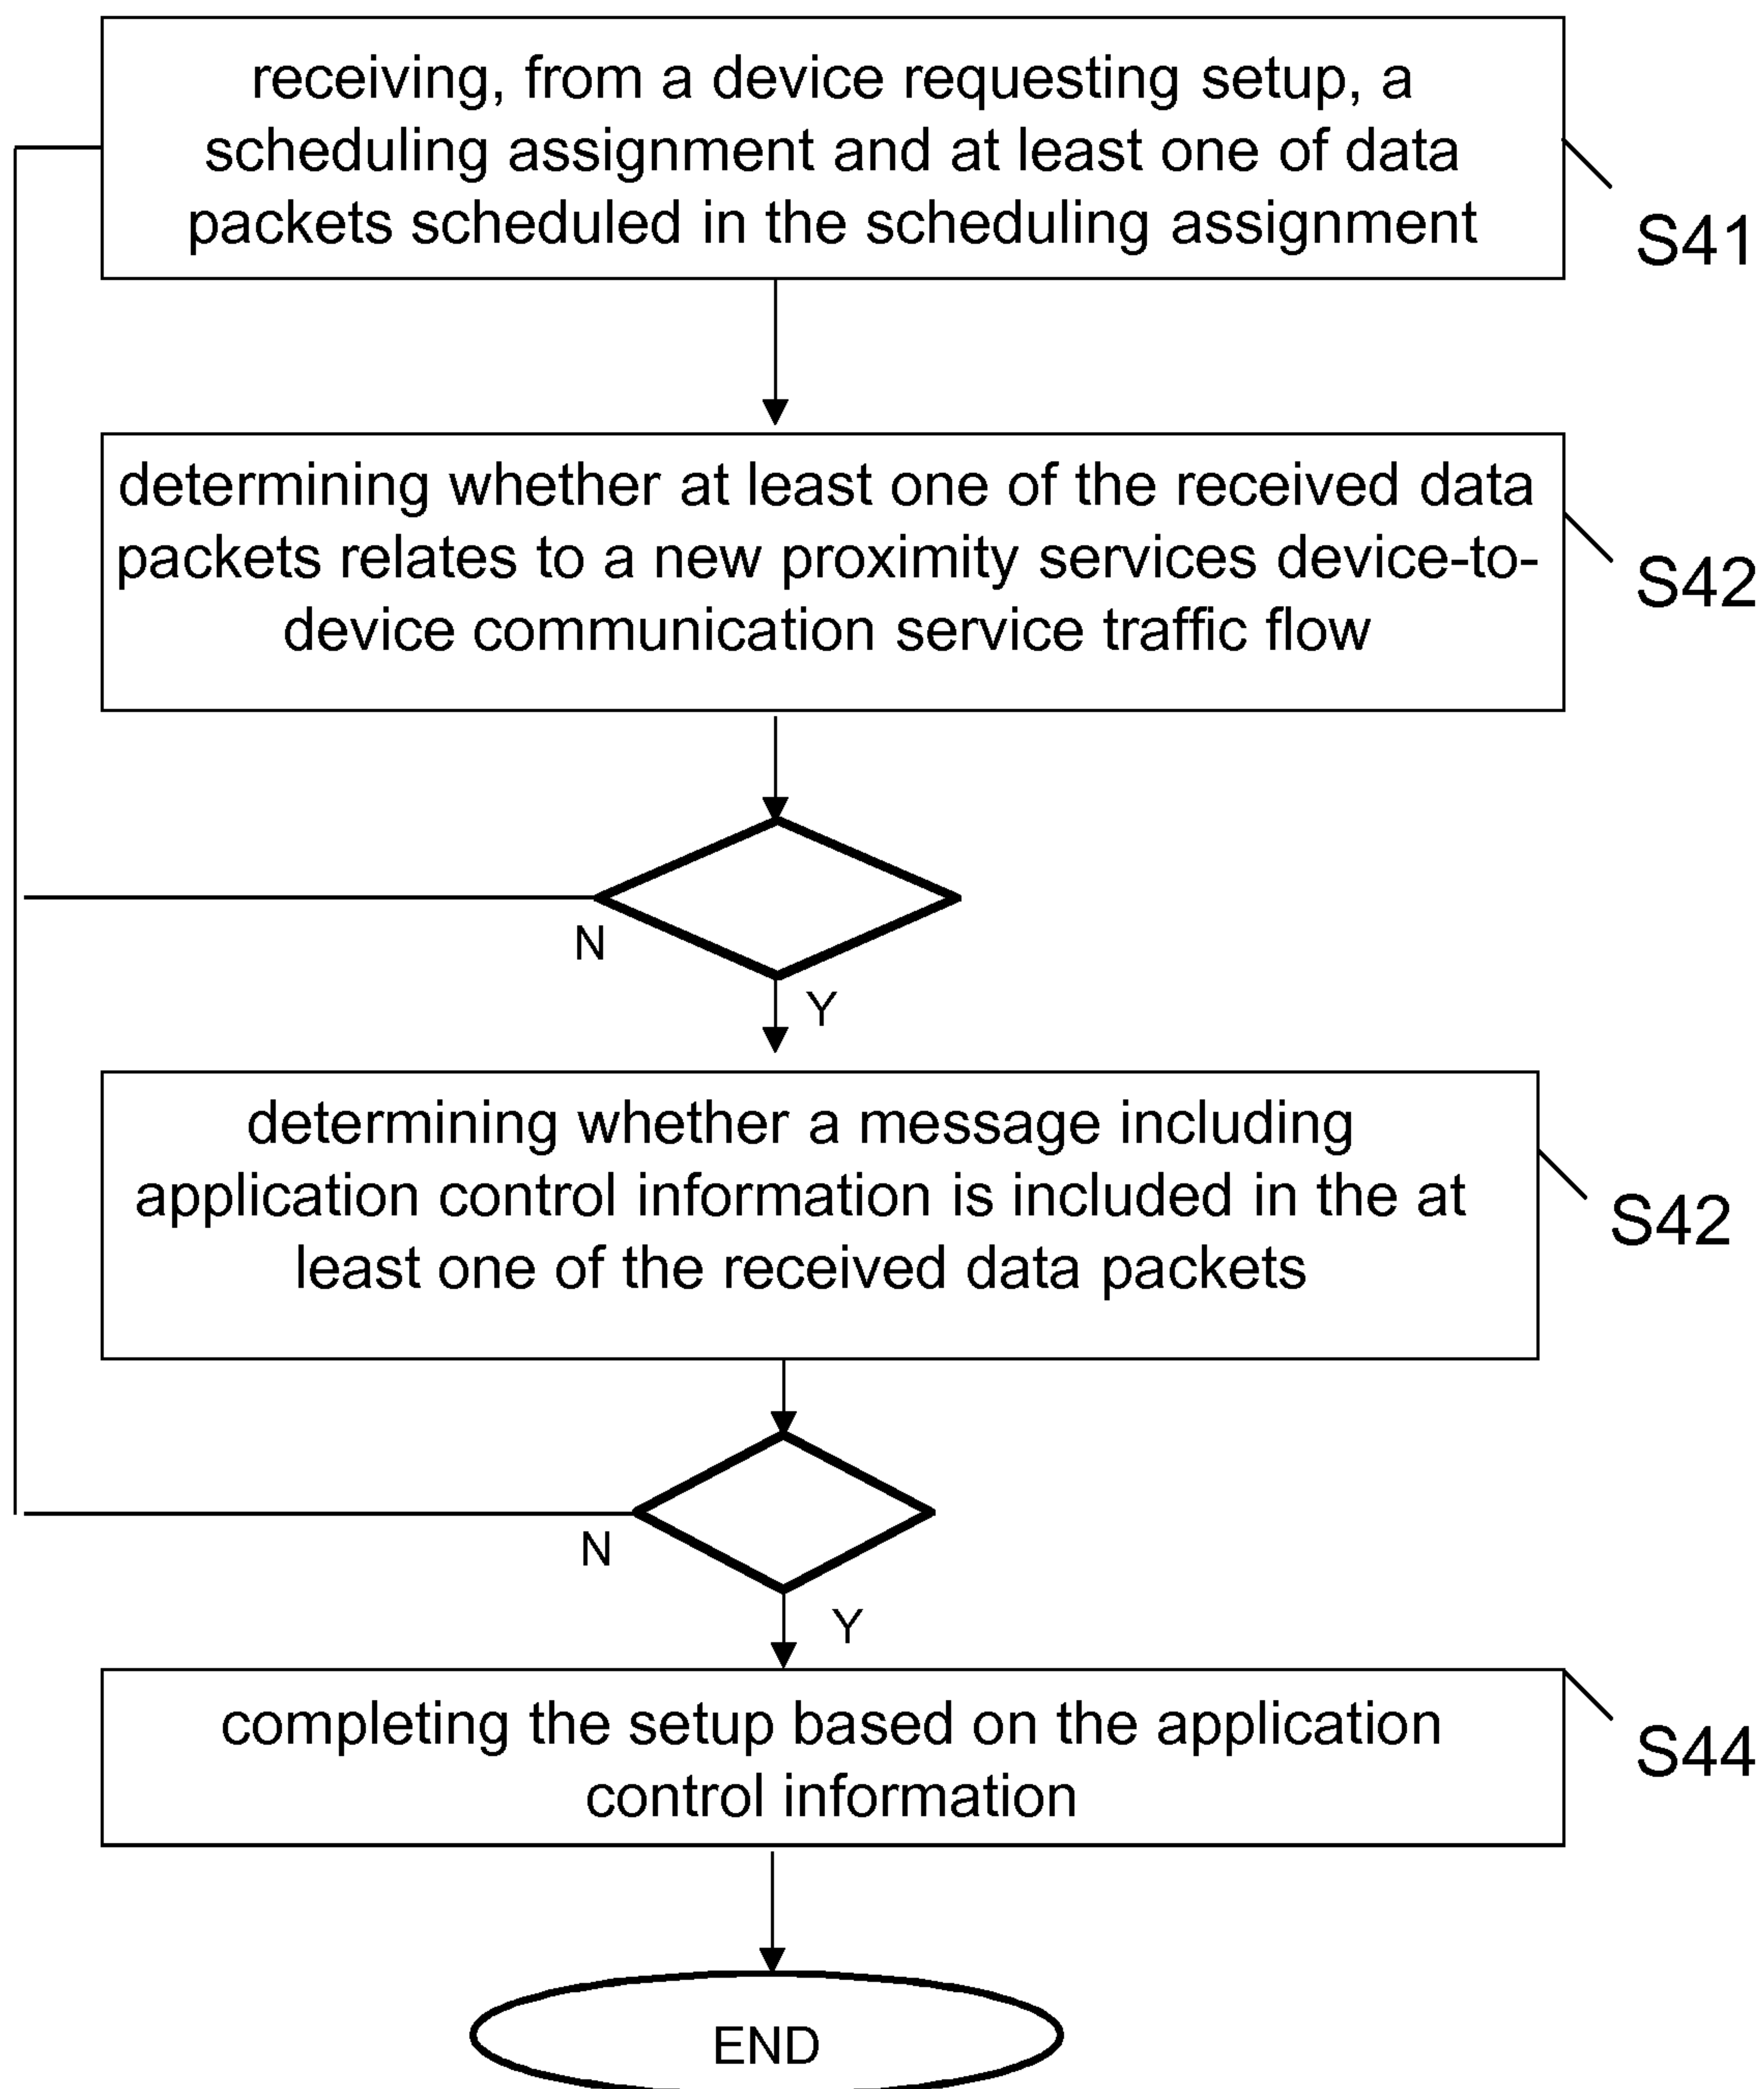 receiving, from a device requesting setup, a
scheduling assignment and at least one of data
packets scheduled in the scheduling assignment
S41
determining whether at least one of the received data
packets relates to a new proximity services device-to-
device communication service traffic flow
S42
N
Y
determining whether a message including
application control information is included in the at
least one of the received data packets
S42
N
Y
completing the setup based on the application
control information
S44
END